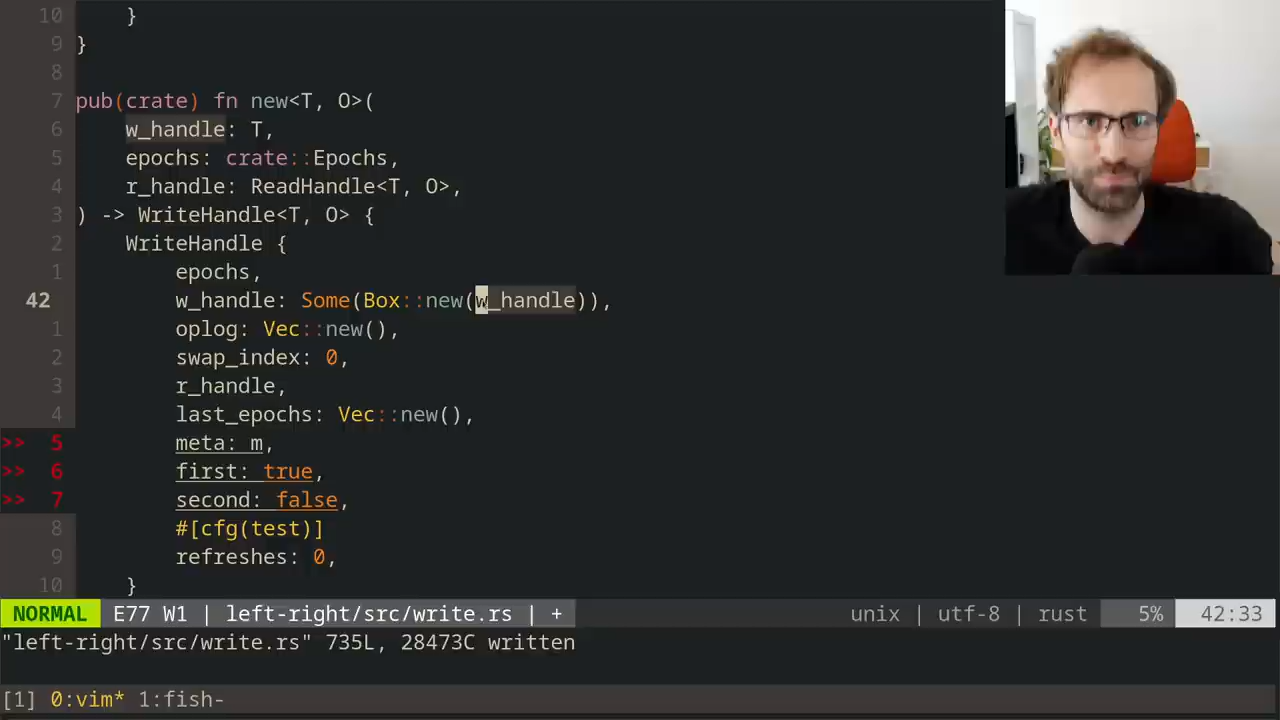 10     }
9 }
8
7 pub(crate) fn new<T, O>(
6     w_handle: T,
5     epochs: crate::Epochs,
4     r_handle: ReadHandle<T, O>,
3 ) -> WriteHandle<T, O> {
2     WriteHandle {
1         epochs,
42         w_handle: Some(Box::new(w_handle)),
1         oplog: Vec::new(),
2         swap_index: 0,
3         r_handle,
4         last_epochs: Vec::new(),
>> 5         meta: m,
>> 6         first: true,
>> 7         second: false,
8         #[cfg(test)]
9         refreshes: 0,
10     }
NORMAL E77 W1 | left-right/src/write.rs | + unix | utf-8 | rust 5% 42:33
"left-right/src/write.rs" 735L, 28473C written
[1] 0:vim* 1:fish-